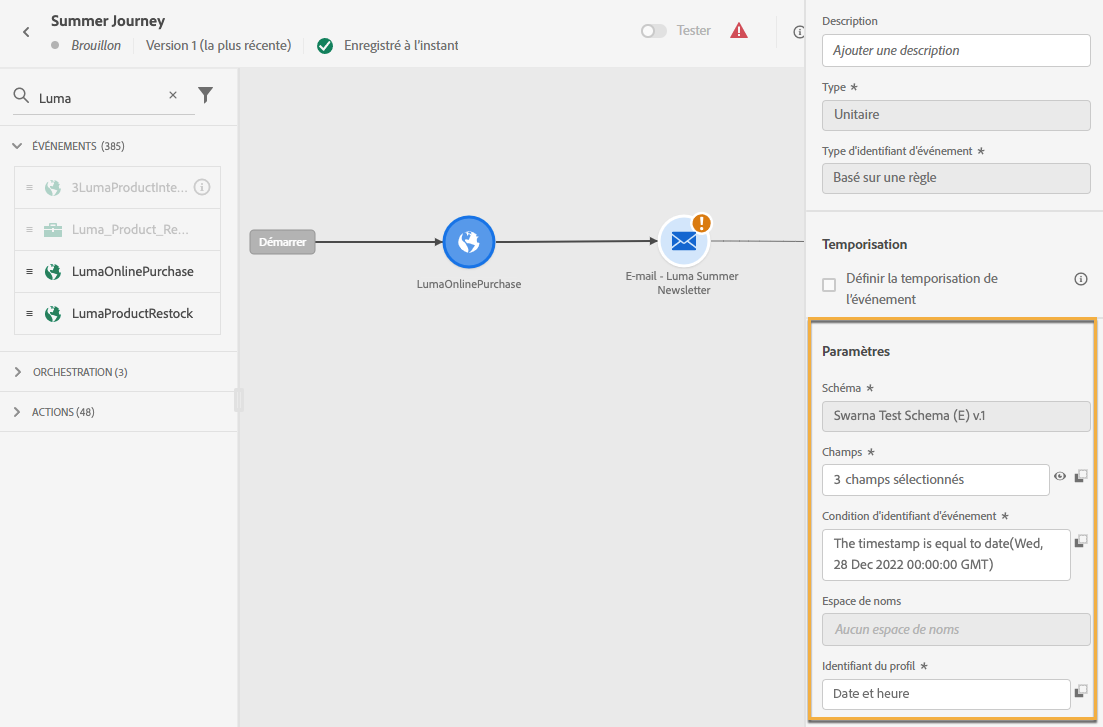 Summer Journey
Brouillon
Version 1 (la plus récente)
Enregistré à l'instant
Tester
Luma
ÉVÉNEMENTS (385)
3LumaProductInte...
Luma_Product_Re...
LumaOnlinePurchase
LumaProductRestock
ORCHESTRATION (3)
ACTIONS (48)
Démarrer
LumaOnlinePurchase
E-mail - Luma Summer
Newsletter
Description
Ajouter une description
Type *
Unitaire
Type d'identifiant d'événement *
Basé sur une règle
Temporisation
Définir la temporisation de
l'événement
Paramètres
Schéma *
Swarna Test Schema (E) v.1
Champs *
3 champs sélectionnés
Condition d'identifiant d'événement *
The timestamp is equal to date(Wed,
28 Dec 2022 00:00:00 GMT)
Espace de noms
Aucun espace de noms
Identifiant du profil *
Date et heure